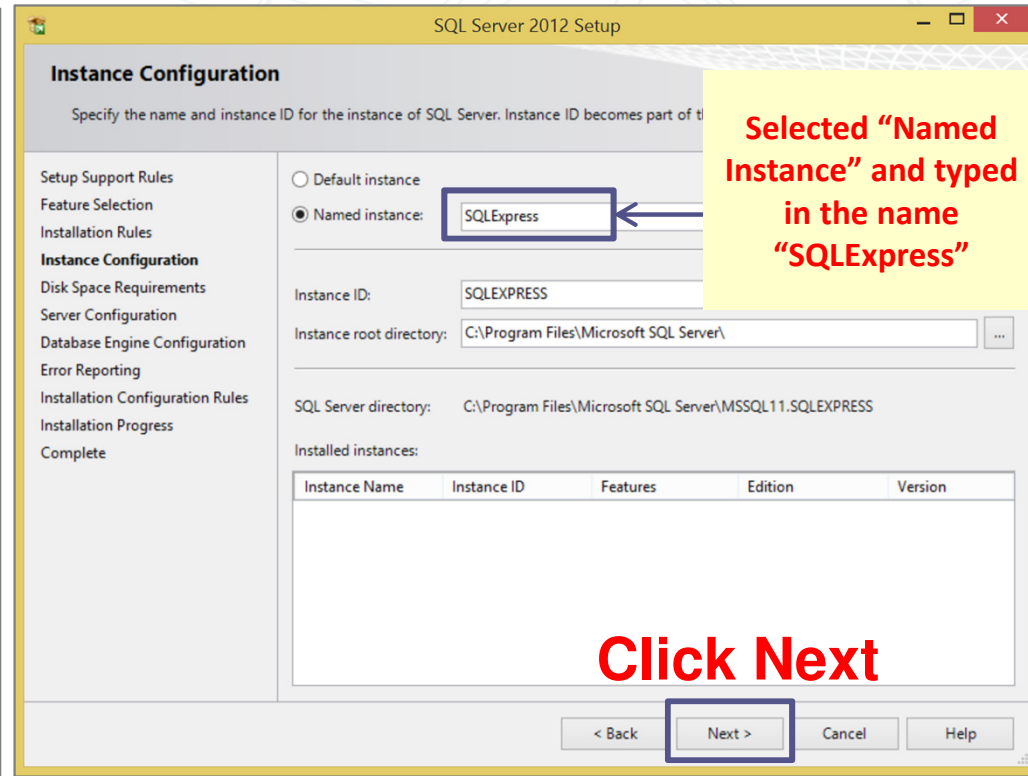 SQL Server 2012 Setup
Instance Configuration
Specify the name and instance ID for the instance of SQL Server. Instance ID becomes part of
Selected “Named
Instance” and typed
in the name
“SQLExpress”
Setup Support Rules
Feature Selection
Installation Rules
Instance Configuration
Disk Space Requirements
Server Configuration
Database Engine Configuration
Error Reporting
Installation Configuration Rules
Installation Progress
Complete
Default instance
Named instance: SQLExpress
Instance ID: SQLEXPRESS
Instance root directory: C:\Program Files\Microsoft SQL Server\ ...
SQL Server directory: C:\Program Files\Microsoft SQL Server\MSSQL11.SQLEXPRESS
Installed instances:
Instance Name Instance ID Features Edition Version
Click Next
< Back Next > Cancel Help